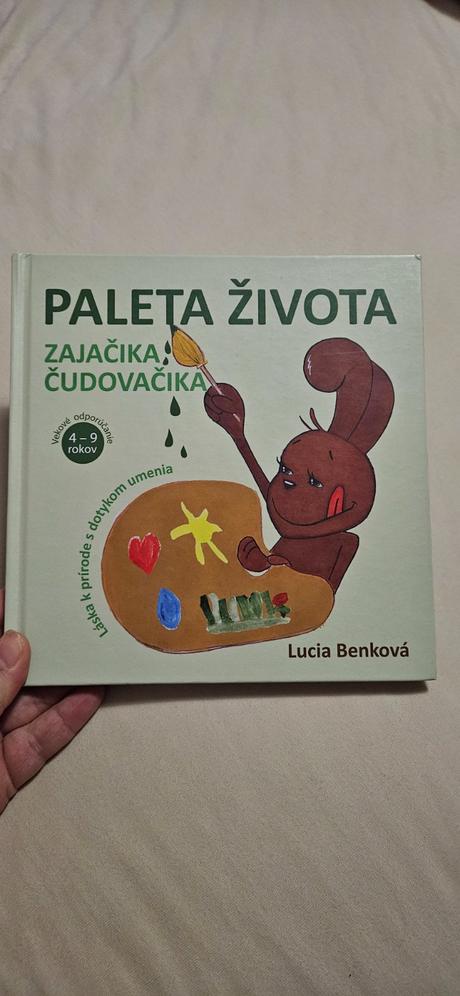 PALETA ŽIVOTA
ZAJAČIKA
ČUDOVAČIKA
Vekové odporúčanie
4 – 9
rokov
Láska k prírode s dotykom umenia
Lucia Benková